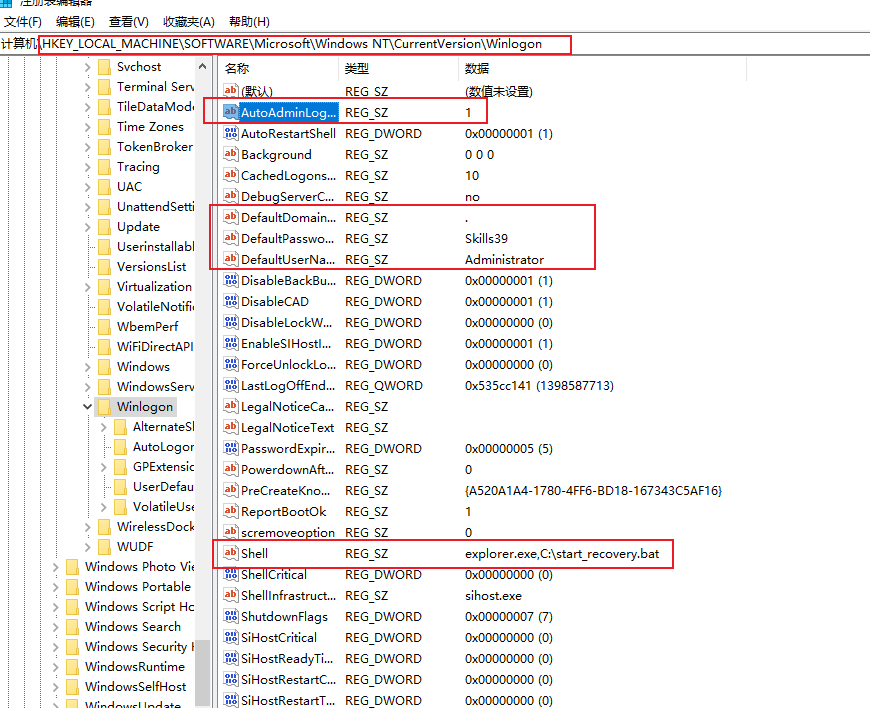 注册表编辑器
文件(F) 编辑(E) 查看(V) 收藏夹(A) 帮助(H)
计算机\HKEY_LOCAL_MACHINE\SOFTWARE\Microsoft\Windows NT\CurrentVersion\Winlogon
Svchost
Terminal Serv
TileDataMode
Time Zones
TokenBroker
Tracing
UAC
UnattendSetti
Update
Userinstallabl
VersionsList
Virtualization
VolatileNotific
WbemPerf
WiFiDirectAPI
Windows
WindowsServ
Winlogon
AlternateSh
AutoLogon
GPExtensio
UserDefau
VolatileUse
WirelessDock
WUDF
Windows Photo Vie
Windows Portable
Windows Script Ho
Windows Search
Windows Security H
WindowsRuntime
WindowsSelfHost
WindowsUpdate
名称 类型 数据
(默认) REG_SZ (数值未设置)
AutoAdminLog... REG_SZ 1
AutoRestartShell REG_DWORD 0x00000001 (1)
Background REG_SZ 0 0 0
CachedLogons... REG_SZ 10
DebugServerC... REG_SZ no
DefaultDomain... REG_SZ .
DefaultPasswo... REG_SZ Skills39
DefaultUserNa... REG_SZ Administrator
DisableBackBu... REG_DWORD 0x00000001 (1)
DisableCAD REG_DWORD 0x00000001 (1)
DisableLockW... REG_DWORD 0x00000000 (0)
EnableSIHostI... REG_DWORD 0x00000001 (1)
ForceUnlockLo... REG_DWORD 0x00000000 (0)
LastLogOffEnd... REG_QWORD 0x535cc141 (1398587713)
LegalNoticeCa... REG_SZ
LegalNoticeText REG_SZ
PasswordExpir... REG_DWORD 0x00000005 (5)
PowerdownAft... REG_SZ 0
PreCreateKno... REG_SZ {A520A1A4-1780-4FF6-BD18-167343C5AF16}
ReportBootOk REG_SZ 1
scremoveoption REG_SZ 0
Shell REG_SZ explorer.exe,C:\start_recovery.bat
ShellCritical REG_DWORD 0x00000000 (0)
ShellInfrastruct... REG_SZ sihost.exe
ShutdownFlags REG_DWORD 0x00000007 (7)
SiHostCritical REG_DWORD 0x00000000 (0)
SiHostReadyTi... REG_DWORD 0x00000000 (0)
SiHostRestartC... REG_DWORD 0x00000000 (0)
SiHostRestartT... REG_DWORD 0x00000000 (0)